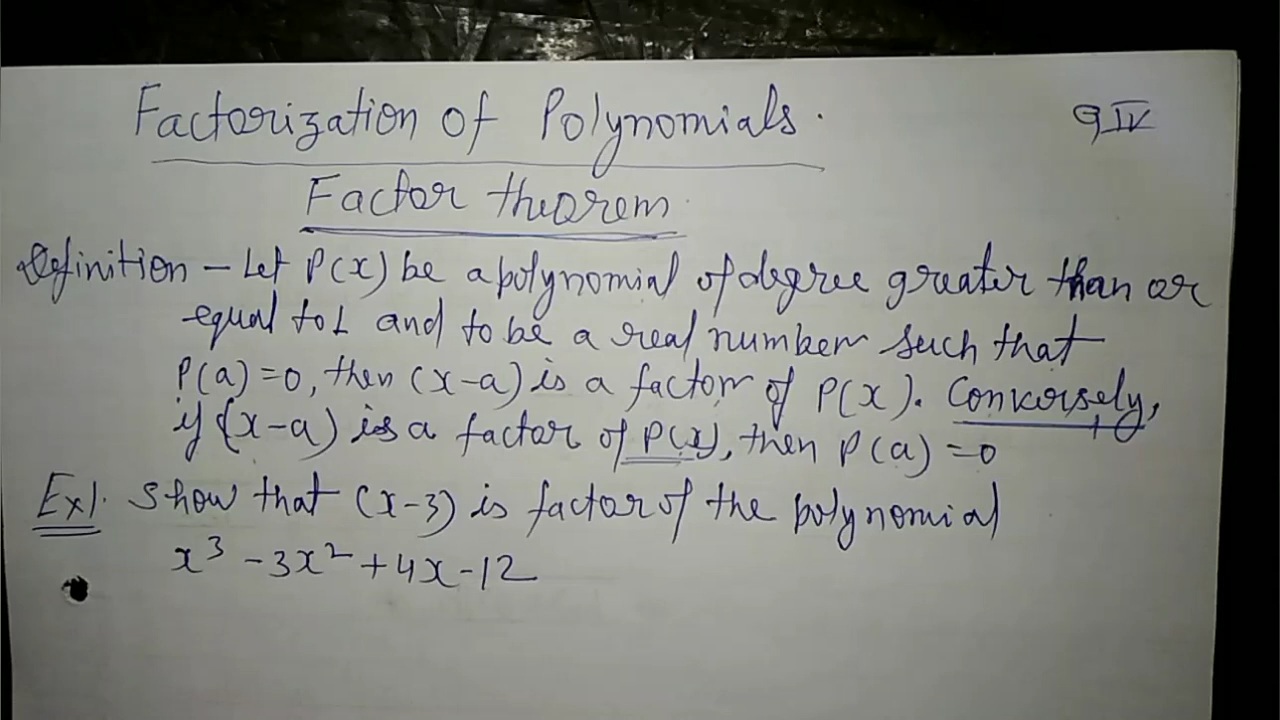 Factorization of Polynomials.
9 IV
Factor theorem
Definition - Let P(x) be a polynomial of degree greater than or
equal to 1 and to be a real number such that
P(a)=0, then (x-a) is a factor of P(x). Conversely,
if (x-a) is a factor of P(x), then P(a)=0
Ex1. Show that (x-3) is factor of the polynomial
x³ -3x² +4x-12